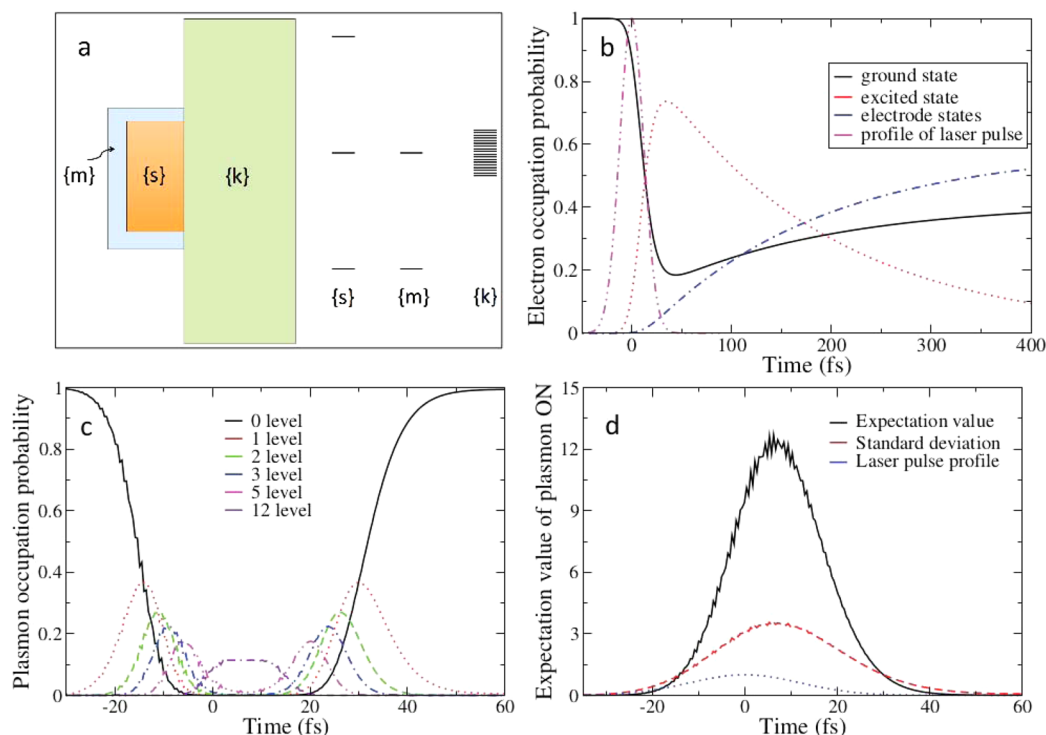 a
{m}
{s}
{k}
{s}
{m}
{k}
b
Electron occupation probability
1
0.8
0.6
0.4
0.2
0
ground state
excited state
electrode states
profile of laser pulse
0
100
200
300
400
Time (fs)
c
Plasmon occupation probability
1
0.8
0.6
0.4
0.2
0
0 level
1 level
2 level
3 level
5 level
12 level
-20
0
20
40
60
Time (fs)
d
Expectation value of plasmon ON
15
12
9
6
3
0
Expectation value
Standard deviation
Laser pulse profile
-20
0
20
40
60
Time (fs)